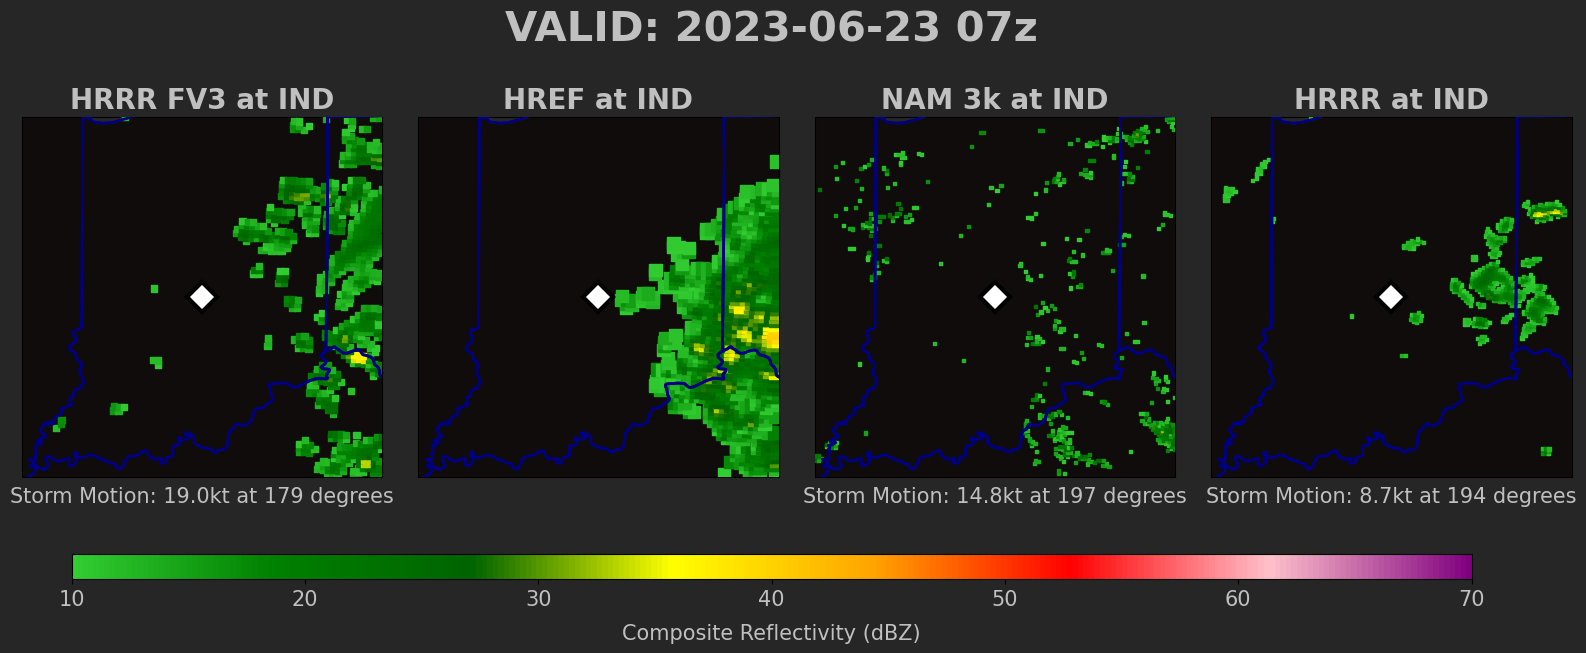 VALID: 2023-06-23 07z
HRRR FV3 at IND
HREF at IND
NAM 3k at IND
HRRR at IND
Storm Motion: 19.0kt at 179 degrees
Storm Motion: 14.8kt at 197 degrees
Storm Motion: 8.7kt at 194 degrees
10 20 30 40 50 60 70
Composite Reflectivity (dBZ)